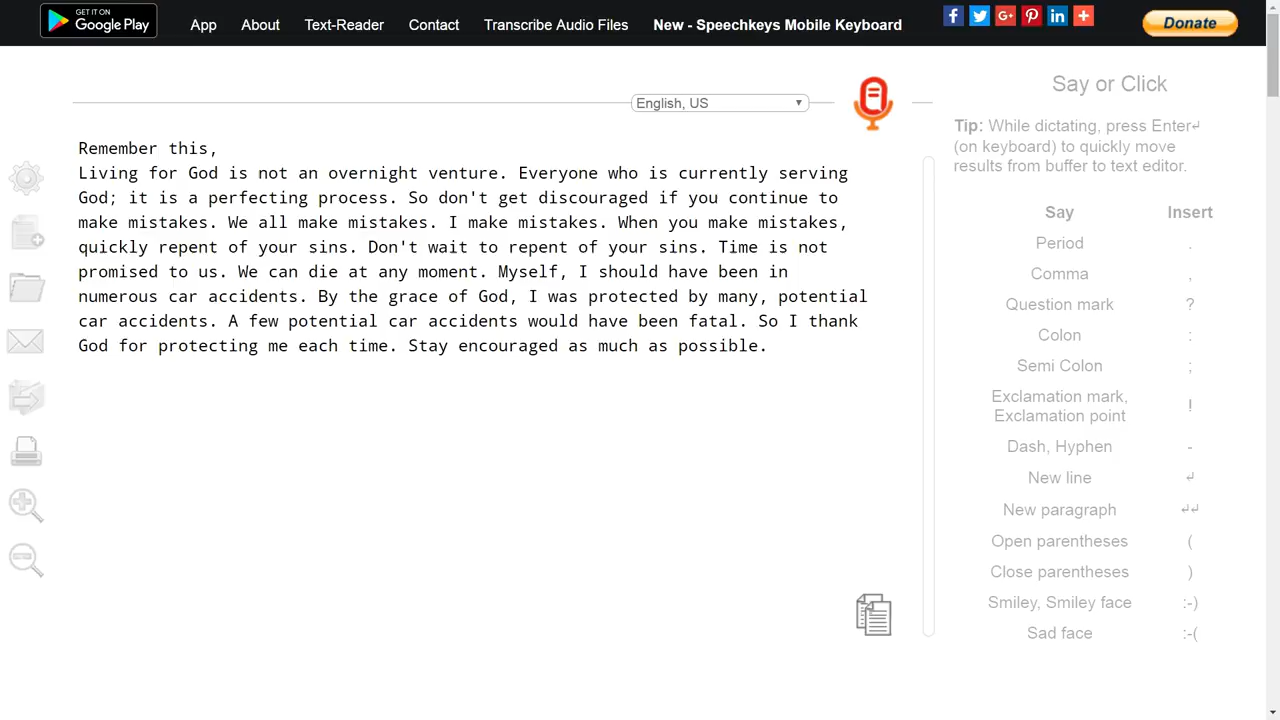 GET IT ON
Google Play
App About Text-Reader Contact Transcribe Audio Files New - Speechkeys Mobile Keyboard
Donate
English, US
Remember this,
Living for God is not an overnight venture. Everyone who is currently serving
God; it is a perfecting process. So don't get discouraged if you continue to
make mistakes. We all make mistakes. I make mistakes. When you make mistakes,
quickly repent of your sins. Don't wait to repent of your sins. Time is not
promised to us. We can die at any moment. Myself, I should have been in
numerous car accidents. By the grace of God, I was protected by many, potential
car accidents. A few potential car accidents would have been fatal. So I thank
God for protecting me each time. Stay encouraged as much as possible.
Say or Click
Tip: While dictating, press Enter↵
(on keyboard) to quickly move
results from buffer to text editor.
Say Insert
Period .
Comma ,
Question mark ?
Colon :
Semi Colon ;
Exclamation mark,
Exclamation point !
Dash, Hyphen -
New line ↵
New paragraph ↵↵
Open parentheses (
Close parentheses )
Smiley, Smiley face :-)
Sad face :-(